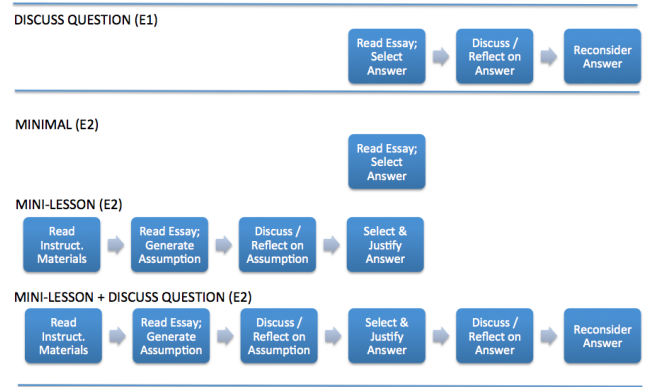 DISCUSS QUESTION (E1)
Read Essay;
Select
Answer
Discuss /
Reflect on
Answer
Reconsider
Answer
MINIMAL (E2)
Read Essay;
Select
Answer
MINI-LESSON (E2)
Read
Instruct.
Materials
Read Essay;
Generate
Assumption
Discuss /
Reflect on
Assumption
Select &
Justify
Answer
MINI-LESSON + DISCUSS QUESTION (E2)
Read
Instruct.
Materials
Read Essay;
Generate
Assumption
Discuss /
Reflect on
Assumption
Select &
Justify
Answer
Discuss /
Reflect on
Answer
Reconsider
Answer